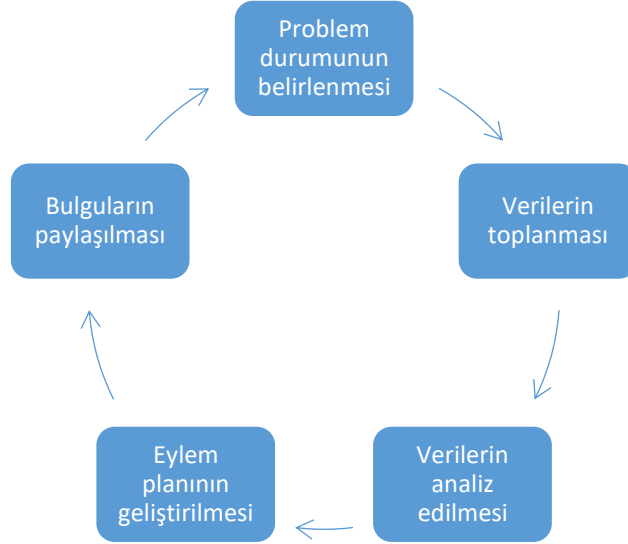 Problem
durumunun
belirlenmesi
Verilerin
toplanması
Verilerin
analiz
edilmesi
Eylem
planının
geliştirilmesi
Bulguların
paylaşılması